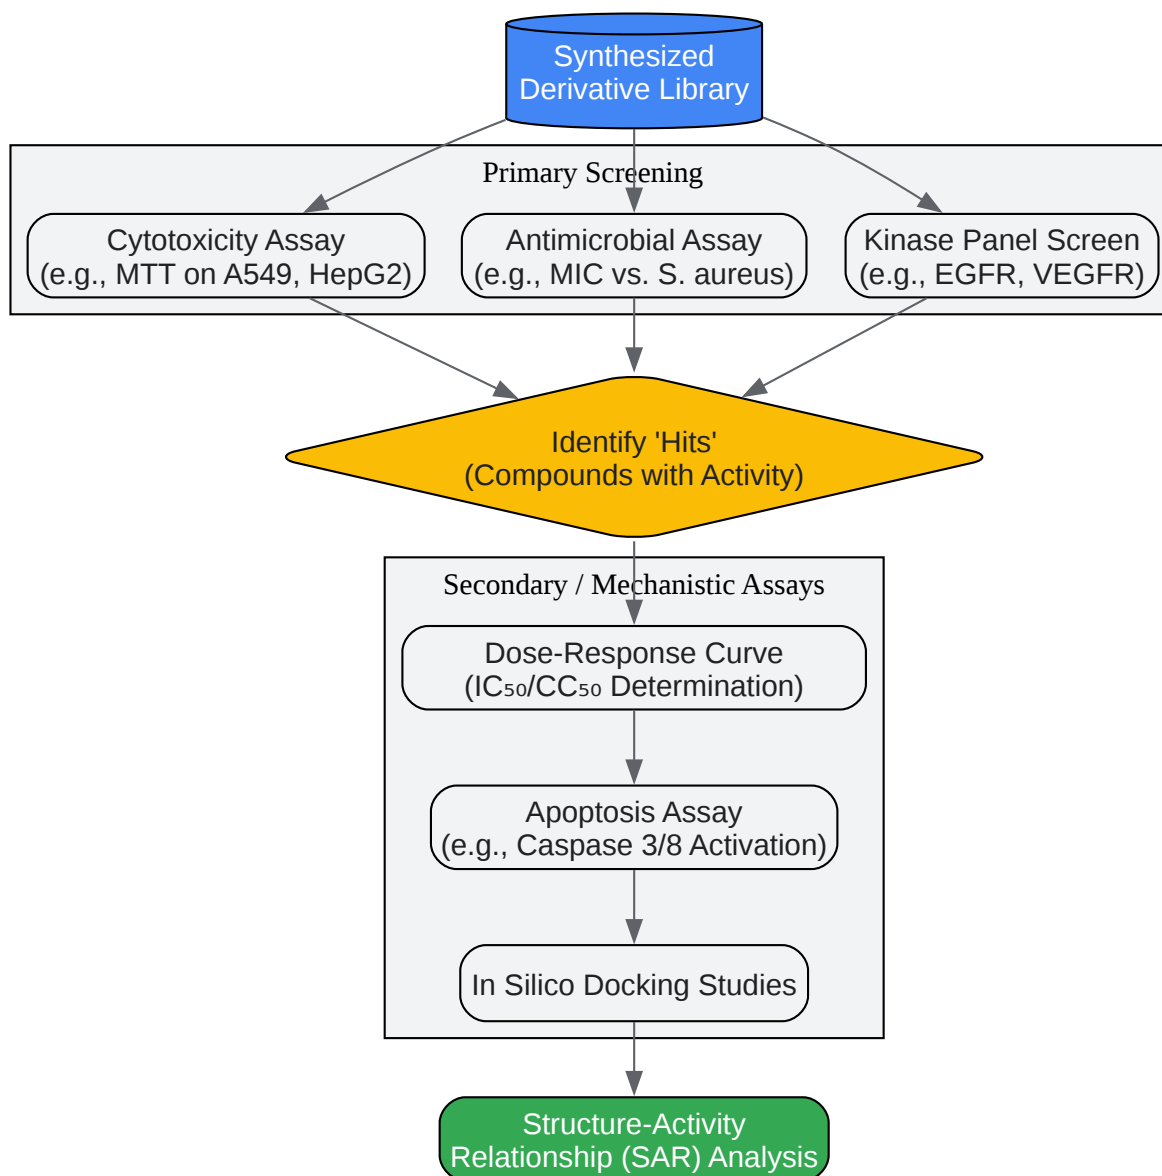 Synthesized
Derivative Library
Primary Screening
Cytotoxicity Assay
(e.g., MTT on A549, HepG2)
Antimicrobial Assay
(e.g., MIC vs. S. aureus)
Kinase Panel Screen
(e.g., EGFR, VEGFR)
Identify 'Hits'
(Compounds with Activity)
Secondary / Mechanistic Assays
Dose-Response Curve
(IC₅₀/CC₅₀ Determination)
Apoptosis Assay
(e.g., Caspase 3/8 Activation)
In Silico Docking Studies
Structure-Activity
Relationship (SAR) Analysis